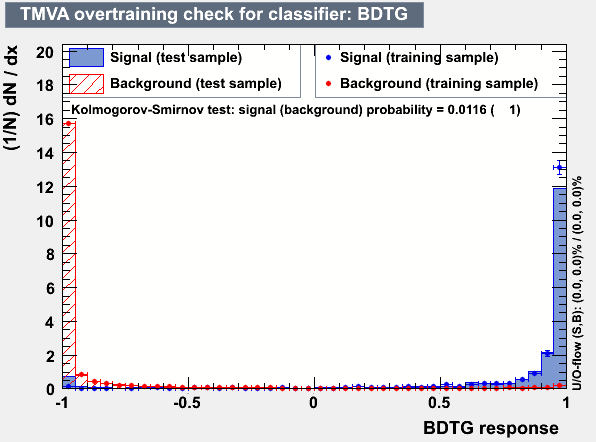 TMVA overtraining check for classifier: BDTG
(1/N) dN / dx
Signal (test sample)
Background (test sample)
Signal (training sample)
Background (training sample)
Kolmogorov-Smirnov test: signal (background) probability = 0.0116 ( 1)
20
18
16
14
12
10
8
6
4
2
0
-1
-0.5
0
0.5
1
BDTG response
U/O-flow (S,B): (0.0, 0.0)% / (0.0, 0.0)%